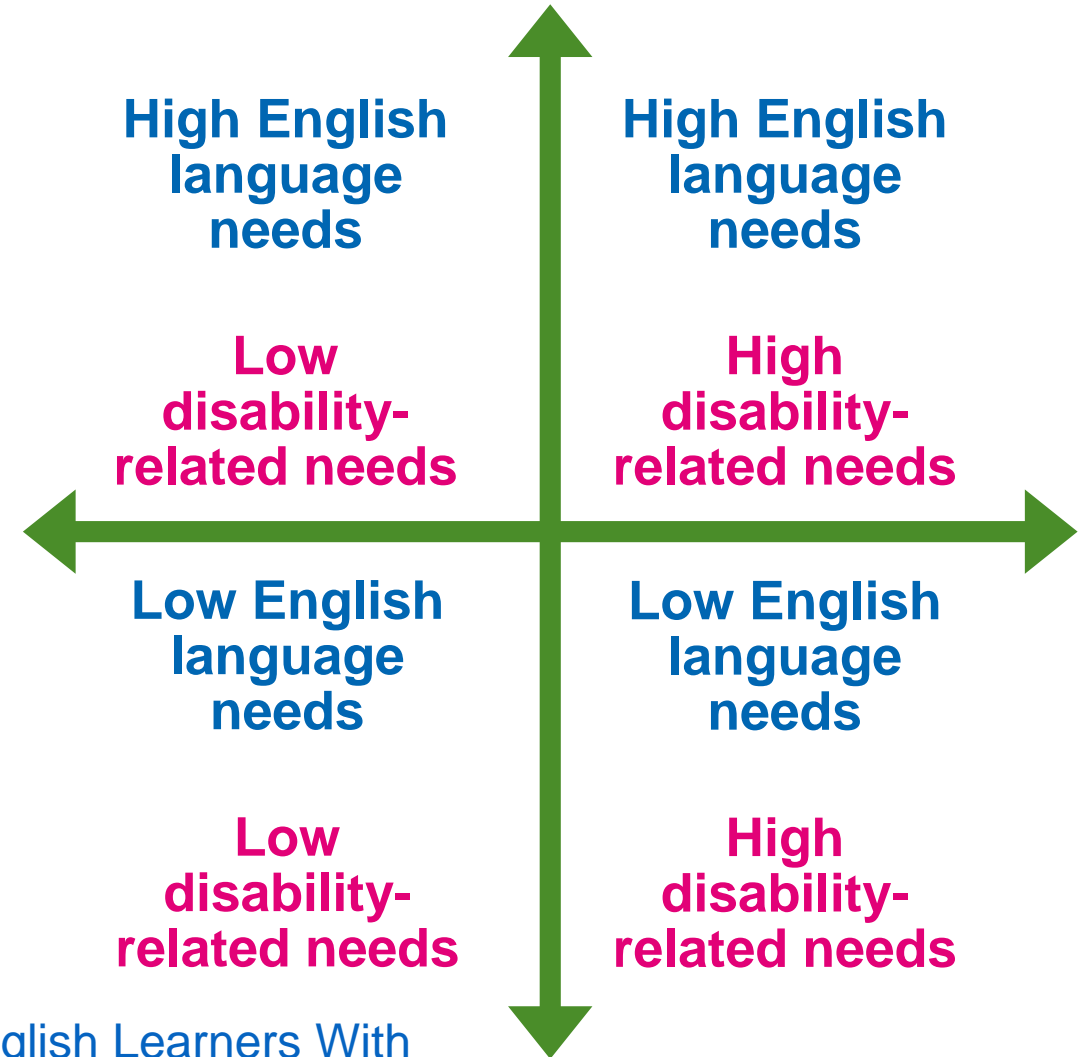 High English
language
needs
Low
disability-
related needs
High English
language
needs
High
disability-
related needs
Low English
language
needs
Low
disability-
related needs
Low English
language
needs
High
disability-
related needs
Learners With